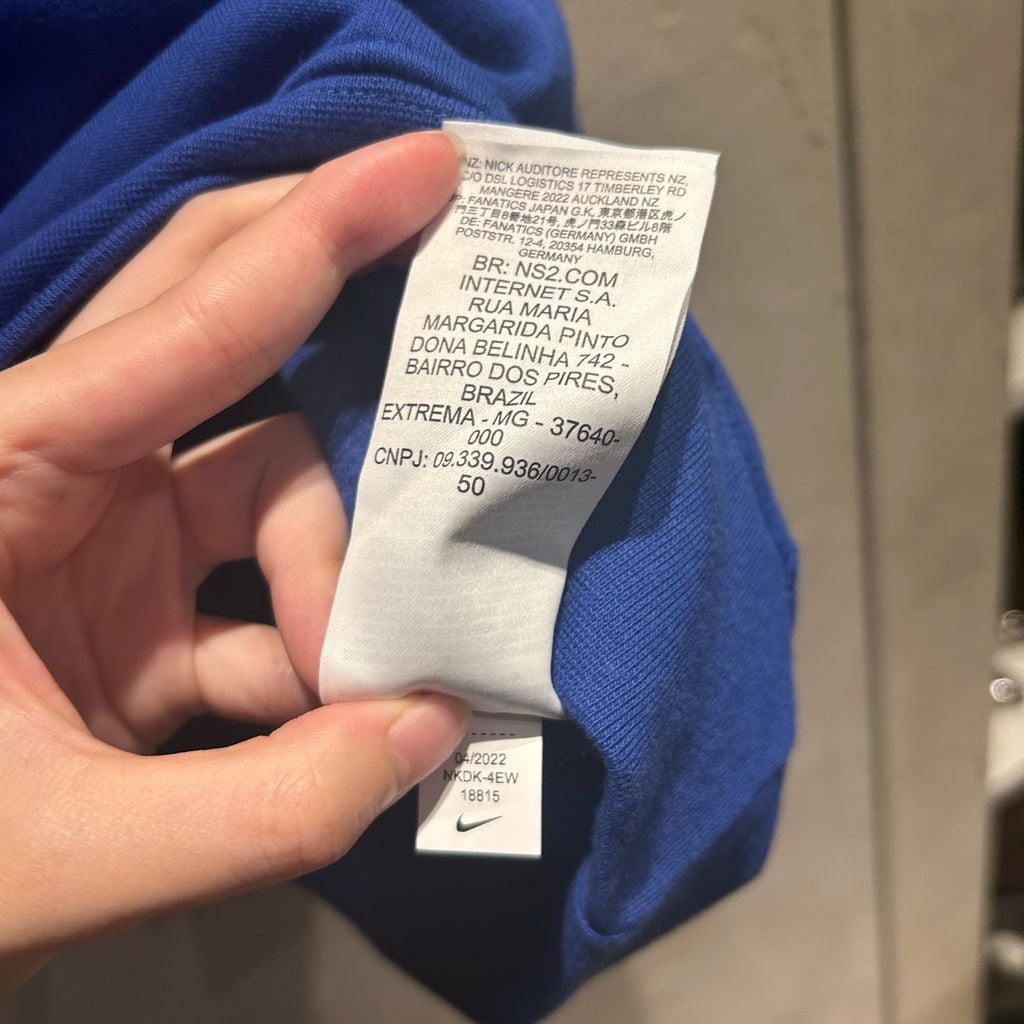 NZ: NICK AUDITORE REPRESENTS NZ,
C/O DSL LOGISTICS 17 TIMBERLEY RD
MANGERE 2022 AUCKLAND NZ
JP: FANATICS JAPAN G.K, 東京都港区虎ノ
門三丁目8番地21号, 虎ノ門33森ビル8階
DE: FANATICS (GERMANY) GMBH
POSTSTR. 12-4, 20354 HAMBURG,
GERMANY
BR: NS2.COM
INTERNET S.A.
RUA MARIA
MARGARIDA PINTO
DONA BELINHA 742 -
BAIRRO DOS PIRES,
BRAZIL
EXTREMA - MG - 37640-
000
CNPJ: 09.339.936/0013-
50
04/2022
NKDK-4EW
18815